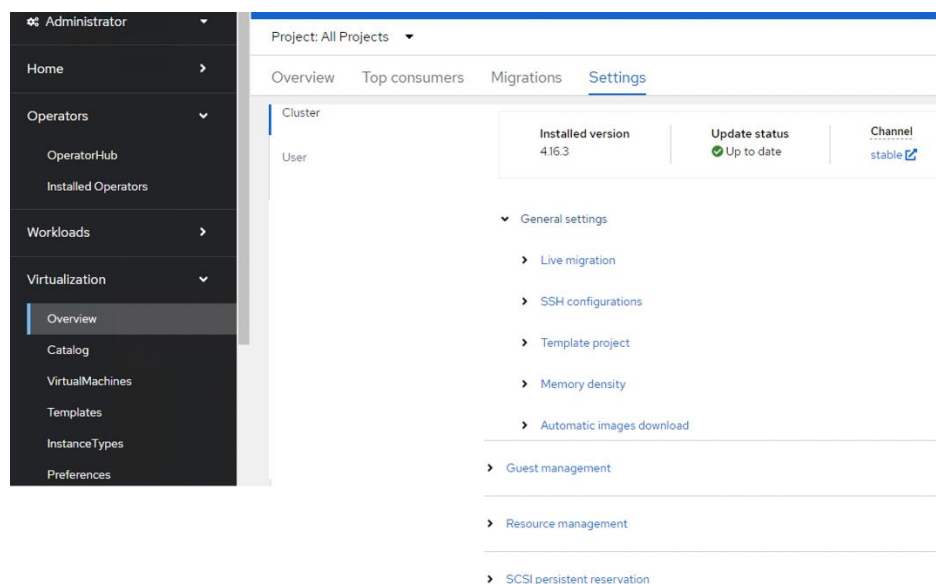 Administrator
Home
Operators
OperatorHub
Installed Operators
Workloads
Virtualization
Overview
Catalog
VirtualMachines
Templates
InstanceTypes
Preferences
Project: All Projects
Overview Top consumers Migrations Settings
Cluster
User
Installed version Update status Channel
4.16.3 Up to date stable
General settings
Live migration
SSH configurations
Template project
Memory density
Automatic images download
Guest management
Resource management
SCSI persistent reservation